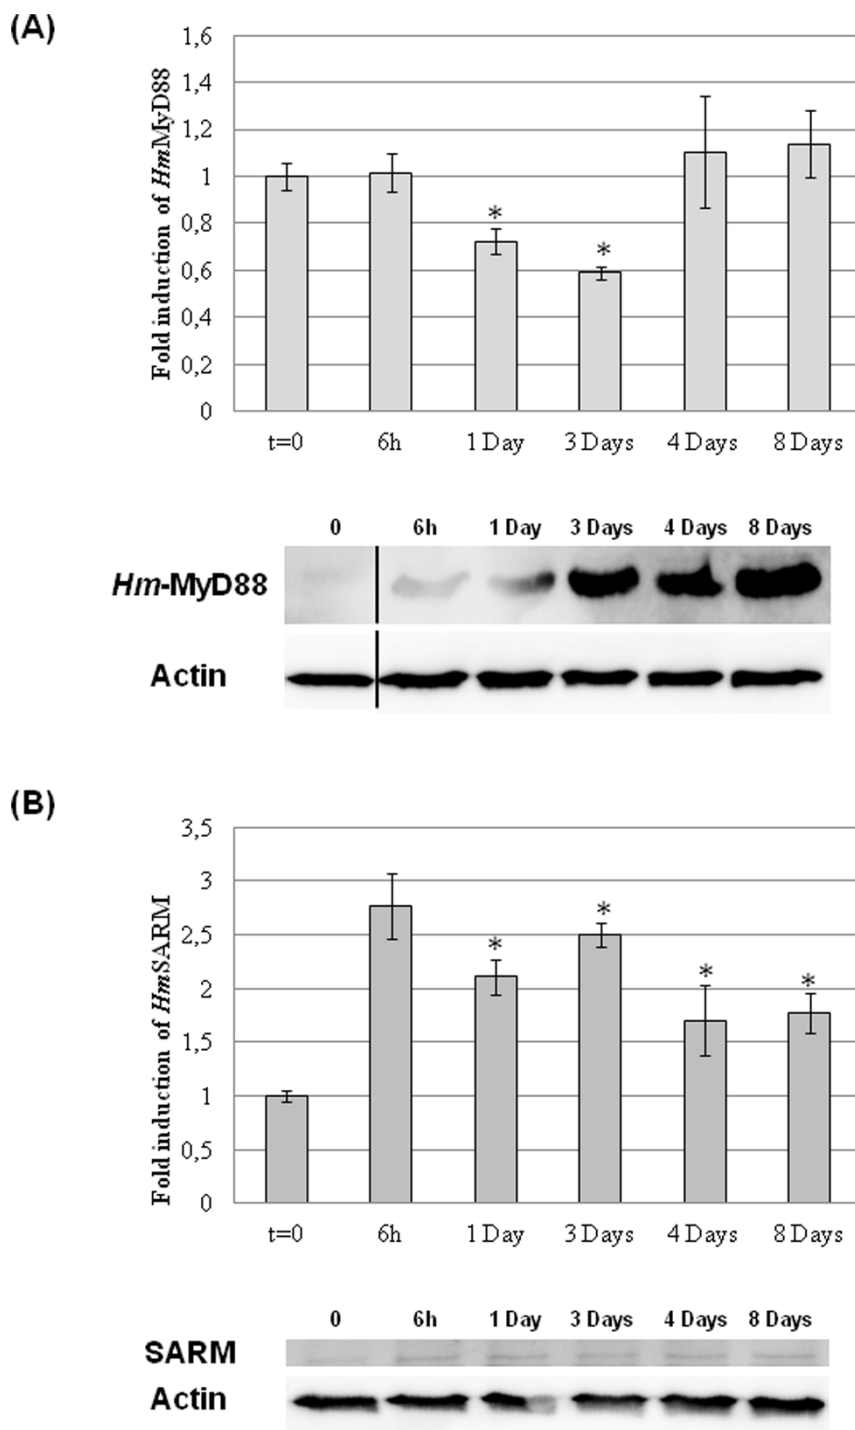 (A)
Fold induction of HmMyD88
1,6
1,4
1,2
1
0,8
0,6
0,4
0,2
0
*
*
t=0 6h 1 Day 3 Days 4 Days 8 Days
0 6h 1 Day 3 Days 4 Days 8 Days
Hm-MyD88
Actin
(B)
Fold induction of HmSARM
3,5
3
2,5
2
1,5
1
0,5
0
*
*
*
*
t=0 6h 1 Day 3 Days 4 Days 8 Days
0 6h 1 Day 3 Days 4 Days 8 Days
SARM
Actin